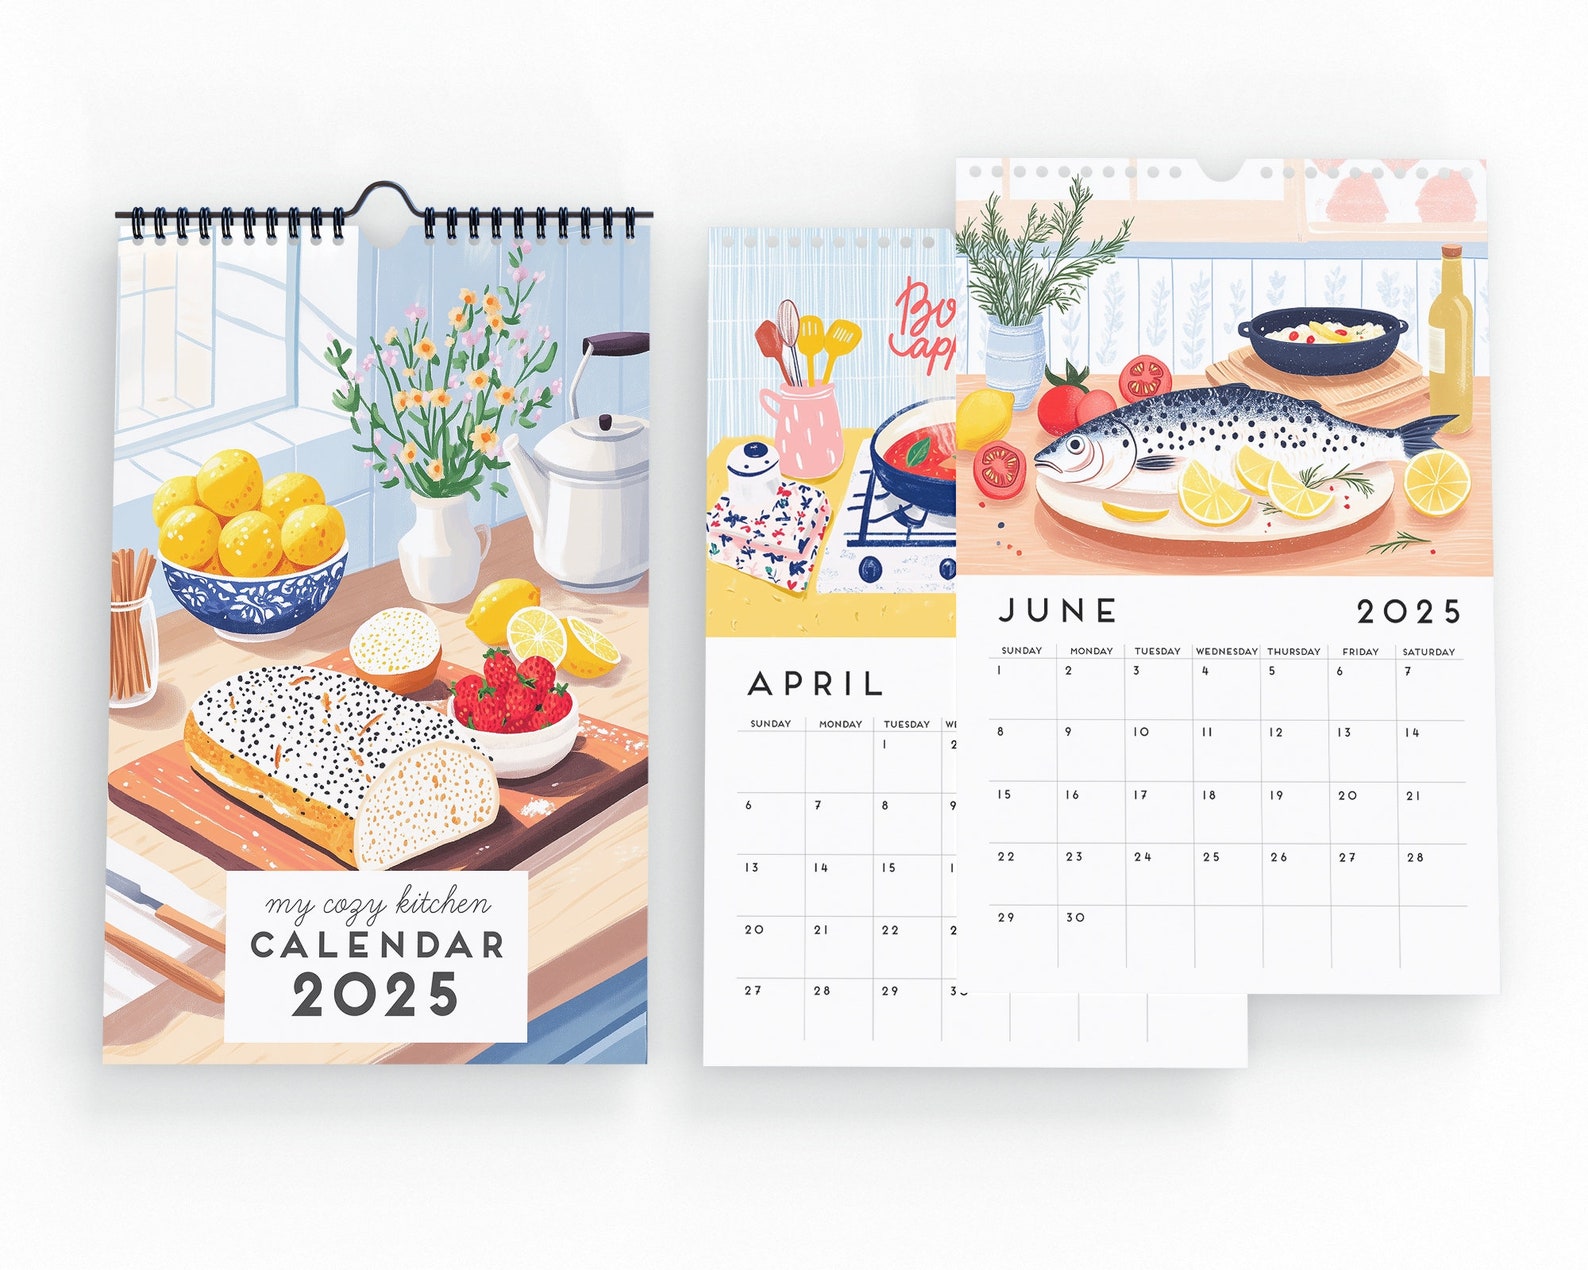 my cozy kitchen
CALENDAR
2025
APRIL
SUNDAY MONDAY TUESDAY
1 2
6 7 8 9
13 14 15
20 21 22
27 28 29 30
JUNE 2025
SUNDAY MONDAY TUESDAY WEDNESDAY THURSDAY FRIDAY SATURDAY
1 2 3 4 5 6 7
8 9 10 11 12 13 14
15 16 17 18 19 20 21
22 23 24 25 26 27 28
29 30